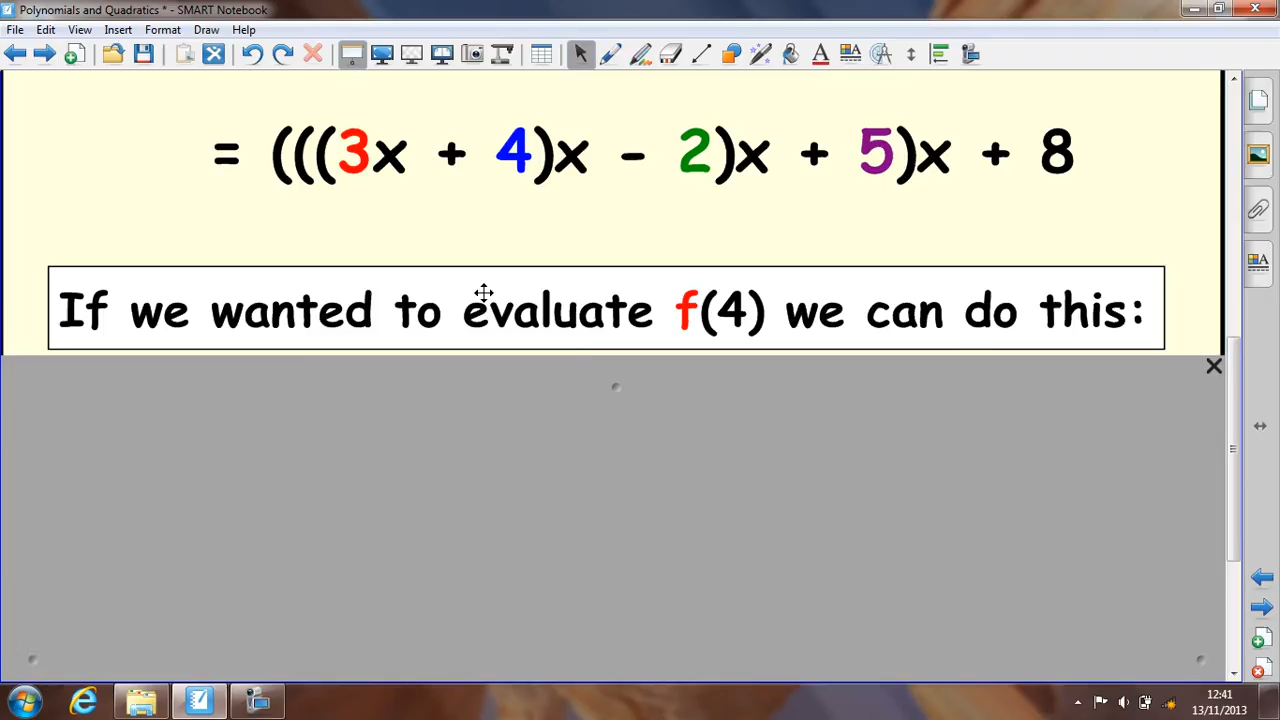 Polynomials and Quadratics * - SMART Notebook
File Edit View Insert Format Draw Help
= (((3x + 4)x - 2)x + 5)x + 8
If we wanted to evaluate f(4) we can do this:
12:41
13/11/2013